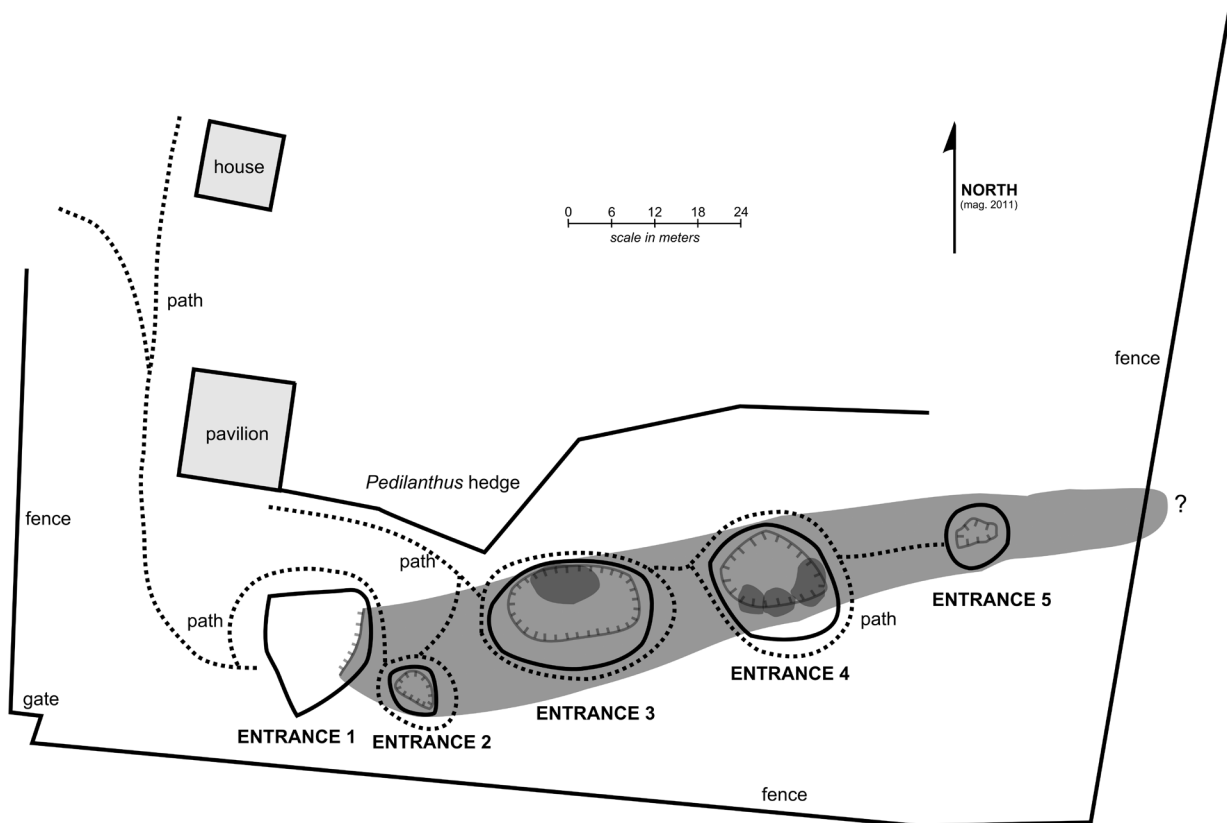 house
0 6 12 18 24
scale in meters
NORTH
(mag. 2011)
path
fence
pavilion
Pedilanthus hedge
fence
?
path
path
ENTRANCE 5
path
ENTRANCE 4
gate
ENTRANCE 3
ENTRANCE 1
ENTRANCE 2
fence